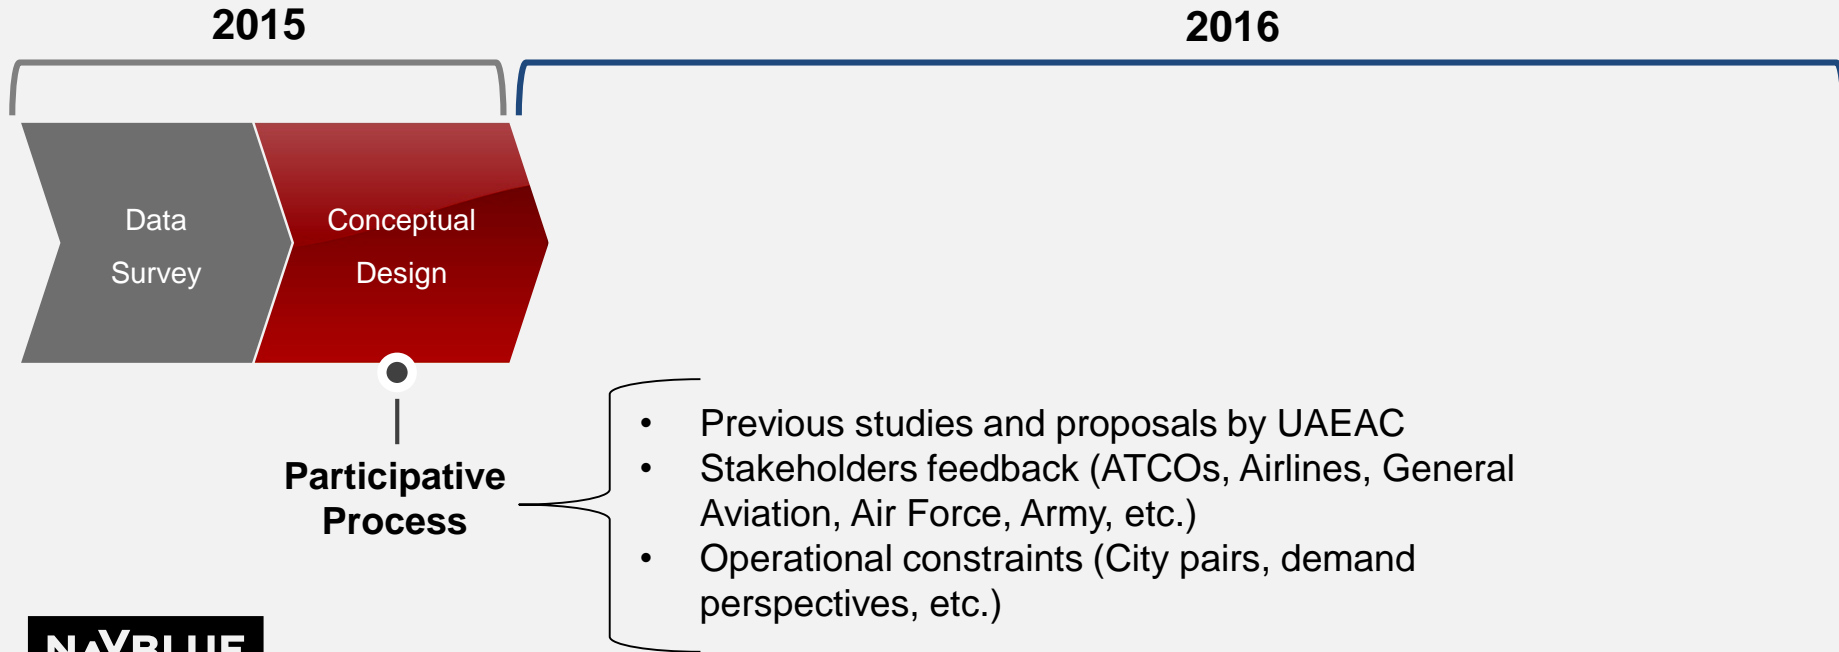 2015
2016
Data
Survey
Conceptual
Design
Participative
Process
• Previous studies and proposals by UAEAC
• Stakeholders feedback (ATCOs, Airlines, General
Aviation, Air Force, Army, etc.)
• Operational constraints (City pairs, demand
perspectives, etc.)
NAVBLUE